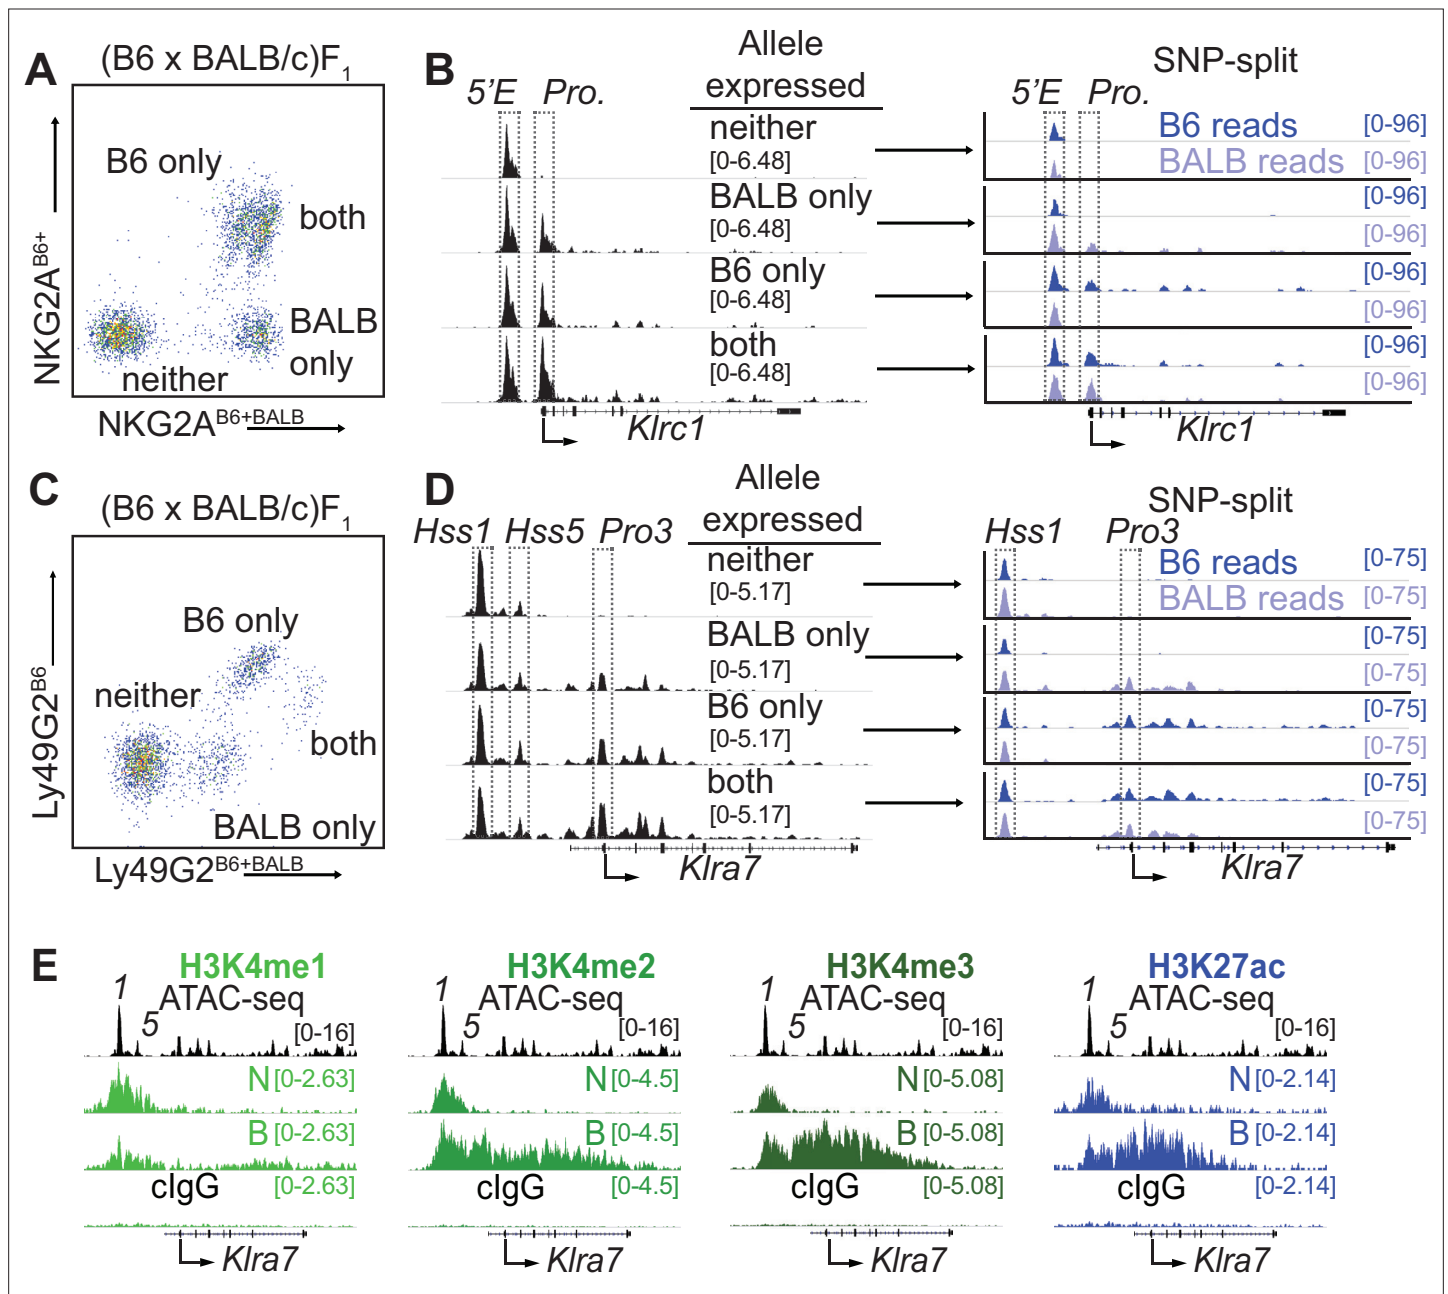 A
(B6 x BALB/c)F1
NKG2A^B6+
B6 only
both
BALB
only
neither
NKG2A^B6+BALB
B
Allele
expressed
5'E Pro.
neither
[0-6.48]
BALB only
[0-6.48]
B6 only
[0-6.48]
both
[0-6.48]
Klrc1
SNP-split
5'E Pro.
B6 reads [0-96]
BALB reads [0-96]
[0-96]
[0-96]
[0-96]
[0-96]
[0-96]
[0-96]
Klrc1
C
(B6 x BALB/c)F1
Ly49G2^B6
B6 only
neither
both
BALB only
Ly49G2^B6+BALB
D
Allele
expressed
Hss1 Hss5 Pro3
neither
[0-5.17]
BALB only
[0-5.17]
B6 only
[0-5.17]
both
[0-5.17]
Klra7
SNP-split
Hss1 Pro3
B6 reads [0-75]
BALB reads [0-75]
[0-75]
[0-75]
[0-75]
[0-75]
[0-75]
[0-75]
Klra7
E
H3K4me1
1 ATAC-seq
5 [0-16]
N [0-2.63]
B [0-2.63]
cIgG [0-2.63]
Klra7
H3K4me2
1 ATAC-seq
5 [0-16]
N [0-4.5]
B [0-4.5]
cIgG [0-4.5]
Klra7
H3K4me3
1 ATAC-seq
5 [0-16]
N [0-5.08]
B [0-5.08]
cIgG [0-5.08]
Klra7
H3K27ac
1 ATAC-seq
5 [0-16]
N [0-2.14]
B [0-2.14]
cIgG [0-2.14]
Klra7